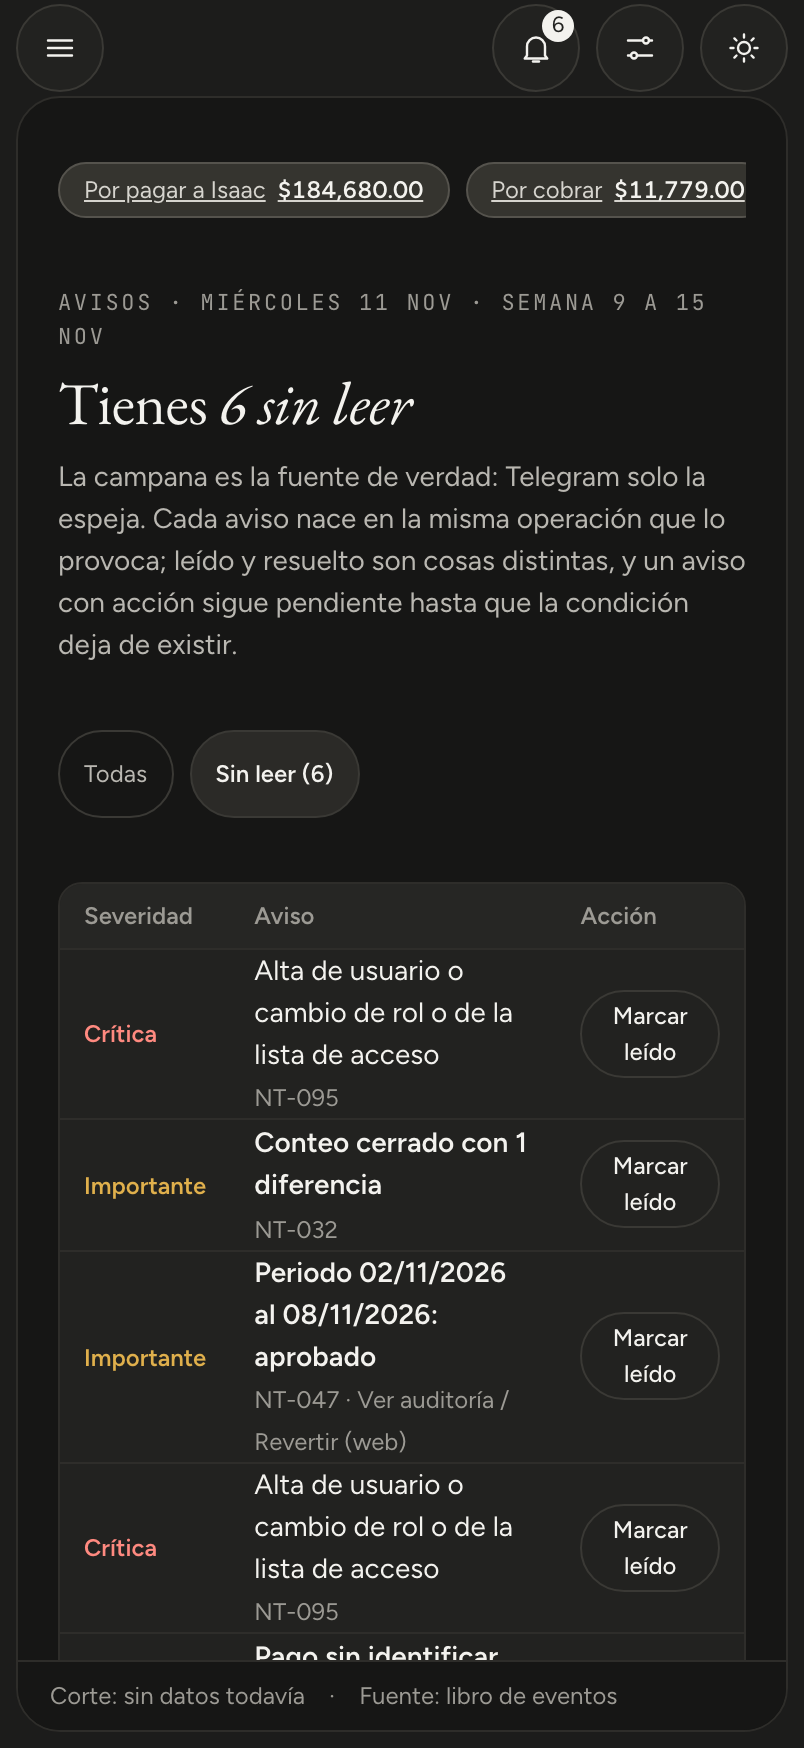 6
Por pagar a Isaac $184,680.00
Por cobrar $11,779.00
AVISOS · MIÉRCOLES 11 NOV · SEMANA 9 A 15
NOV
Tienes 6 sin leer
La campana es la fuente de verdad: Telegram solo la
espeja. Cada aviso nace en la misma operación que lo
provoca; leído y resuelto son cosas distintas, y un aviso
con acción sigue pendiente hasta que la condición
deja de existir.
Todas
Sin leer (6)
Severidad Aviso Acción
Crítica
Alta de usuario o
cambio de rol o de la
lista de acceso
NT-095
Marcar
leído
Importante
Conteo cerrado con 1
diferencia
NT-032
Marcar
leído
Importante
Periodo 02/11/2026
al 08/11/2026:
aprobado
NT-047 · Ver auditoría /
Revertir (web)
Marcar
leído
Crítica
Alta de usuario o
cambio de rol o de la
lista de acceso
NT-095
Marcar
leído
Pago sin identificar
Corte: sin datos todavía · Fuente: libro de eventos